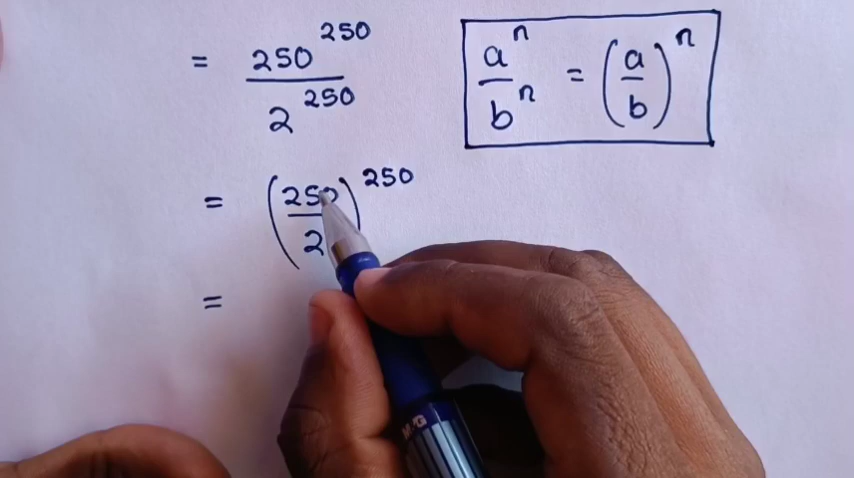 = 250^250 / 2^250
a^n / b^n = (a / b)^n
= (250 / 2)^250
=
M&G